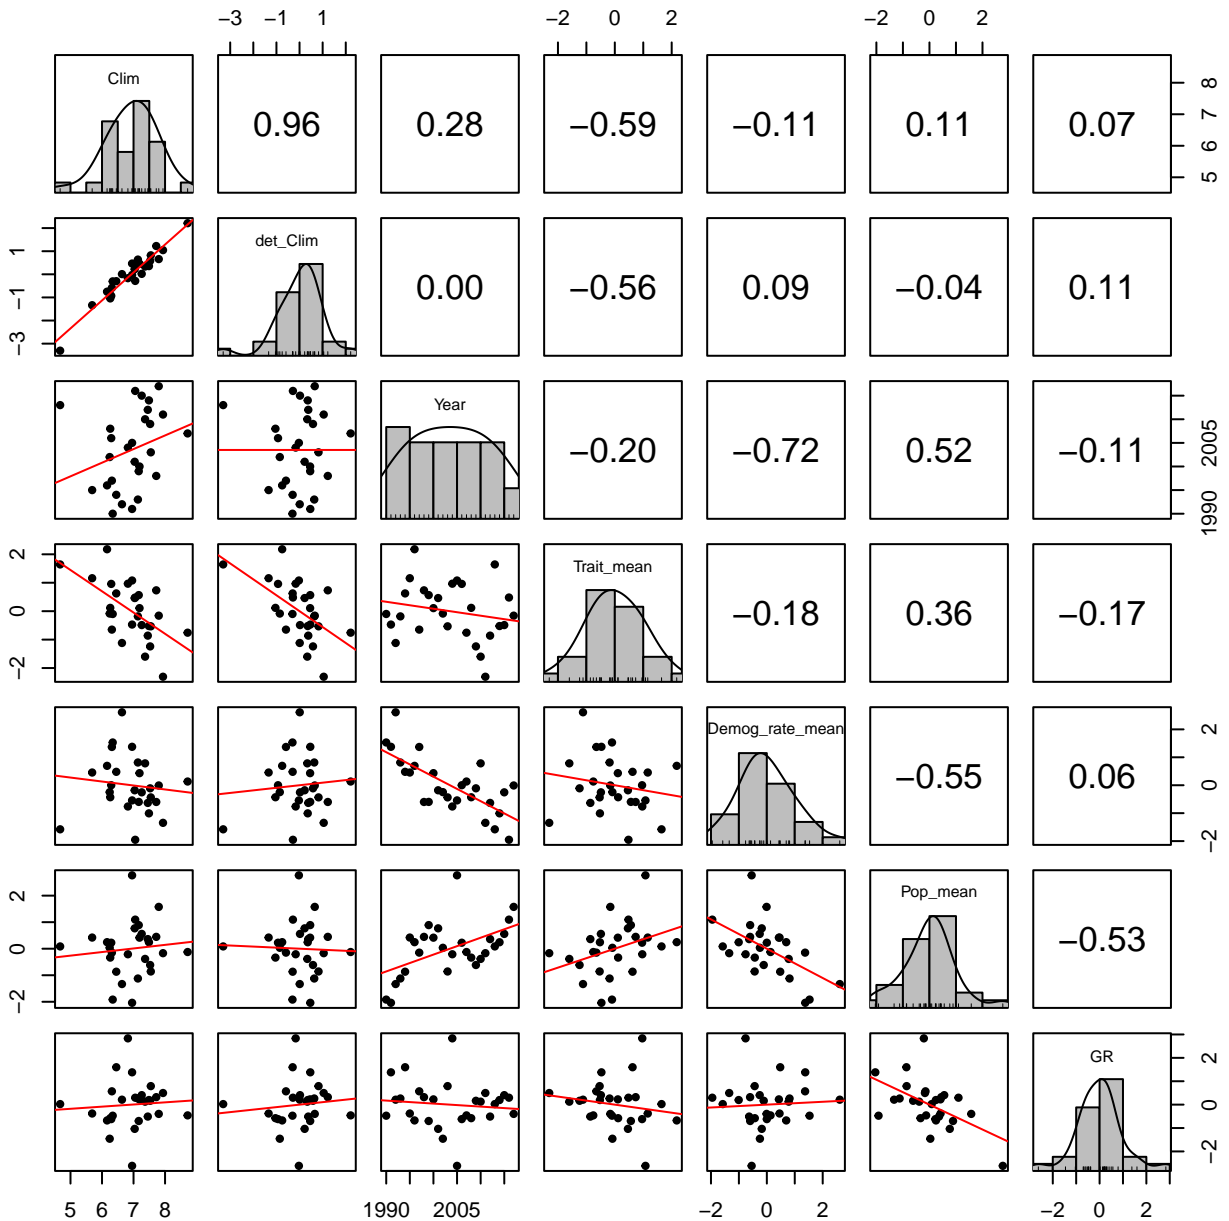 −3 −1 1 −2 0 2 −2 0 2
Clim 0.96 0.28 −0.59 −0.11 0.11 0.07 5 6 7 8
−3 −1 1 det_Clim 0.00 −0.56 0.09 −0.04 0.11
Year −0.20 −0.72 0.52 −0.11 1990 2005
−2 0 2 Trait_mean −0.18 0.36 −0.17
Demog_rate_mean −0.55 0.06 −2 0 2
−2 0 2 Pop_mean −0.53
GR −2 0 2
5 6 7 8 1990 2005 −2 0 2 −2 0 2